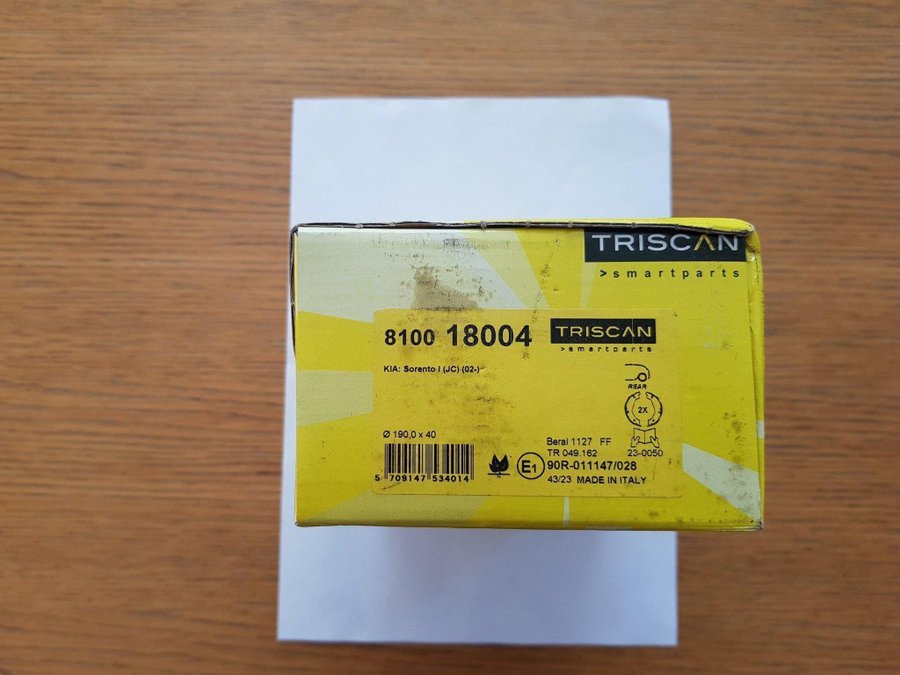 TRISCAN
>smartparts
8100 18004
TRISCAN
>smartparts
KIA: Sorento I (JC) (02-)
REAR
2X
Ø 190,0 x 40
Beral 1127 FF
TR 049.162
23-0050
E1
90R-011147/028
43/23 MADE IN ITALY
5 709147 534014